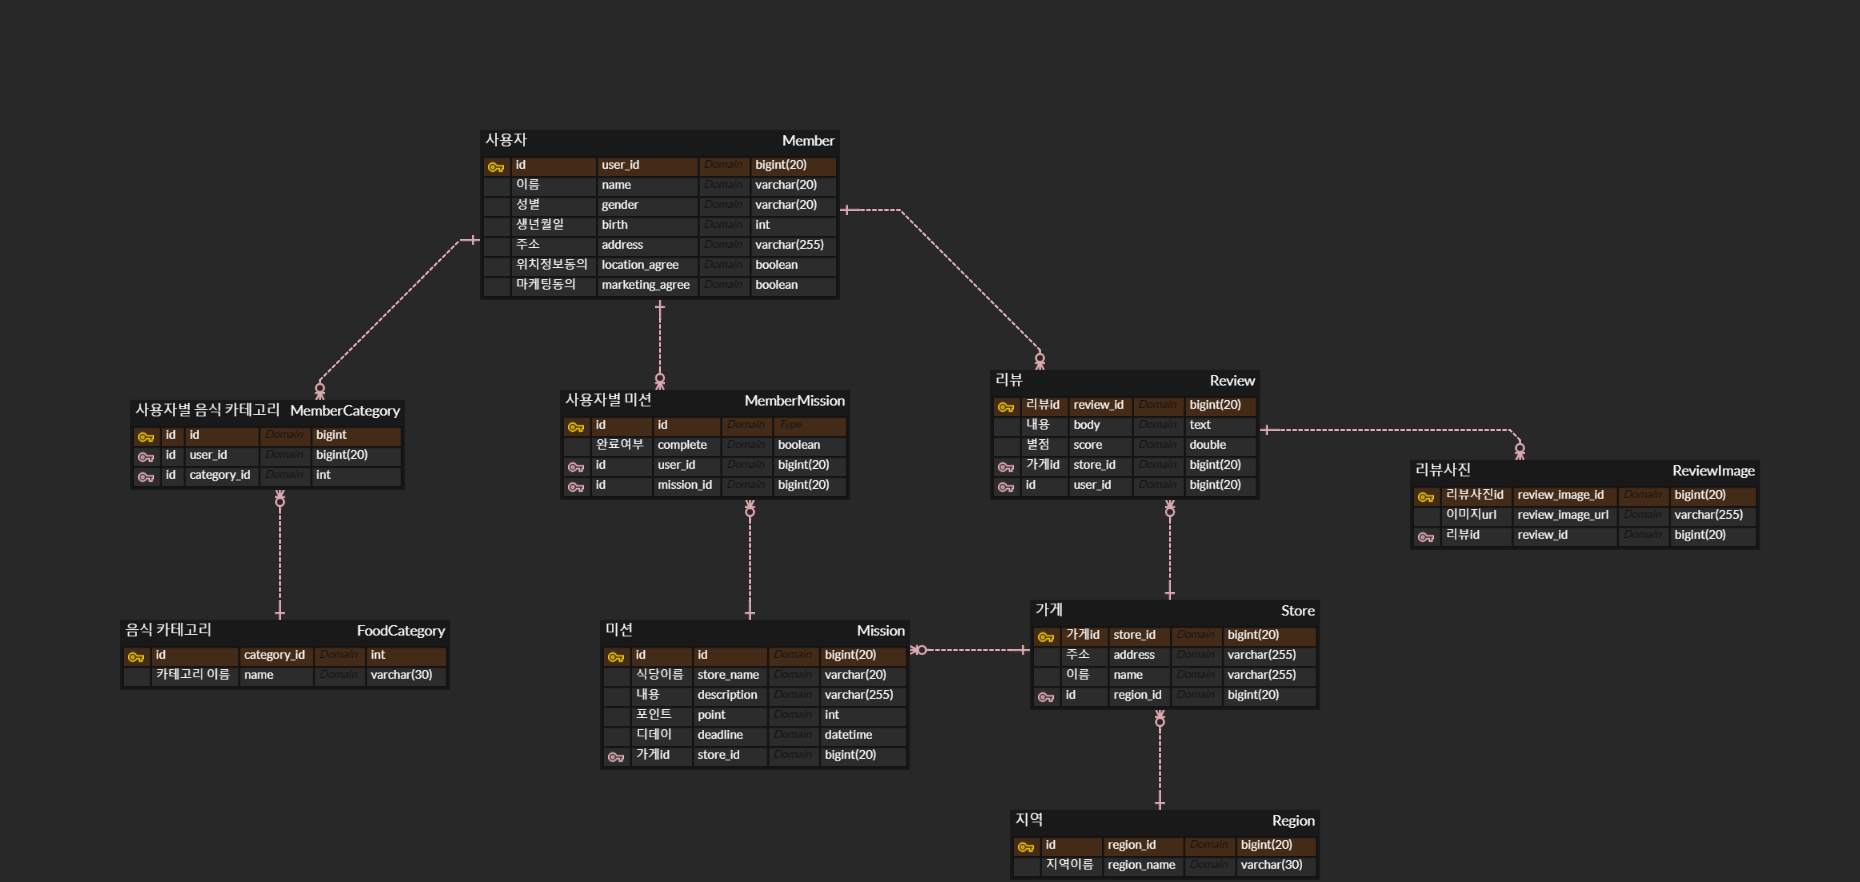 사용자 Member
id user_id Domain bigint(20)
이름 name Domain varchar(20)
성별 gender Domain varchar(20)
생년월일 birth Domain int
주소 address Domain varchar(255)
위치정보동의 location_agree Domain boolean
마케팅동의 marketing_agree Domain boolean
사용자별 음식 카테고리 MemberCategory
id id Domain bigint
id user_id Domain bigint(20)
id category_id Domain int
사용자별 미션 MemberMission
id id Domain Type
완료여부 complete Domain boolean
id user_id Domain bigint(20)
id mission_id Domain bigint(20)
리뷰 Review
리뷰id review_id Domain bigint(20)
내용 body Domain text
별점 score Domain double
가게id store_id Domain bigint(20)
id user_id Domain bigint(20)
리뷰사진 ReviewImage
리뷰사진id review_image_id Domain bigint(20)
이미지url review_image_url Domain varchar(255)
리뷰id review_id Domain bigint(20)
음식 카테고리 FoodCategory
id category_id Domain int
카테고리 이름 name Domain varchar(30)
미션 Mission
id id Domain bigint(20)
식당이름 store_name Domain varchar(20)
내용 description Domain varchar(255)
포인트 point Domain int
디데이 deadline Domain datetime
가게id store_id Domain bigint(20)
가게 Store
가게id store_id Domain bigint(20)
주소 address Domain varchar(255)
이름 name Domain varchar(255)
id region_id Domain bigint(20)
지역 Region
id region_id Domain bigint(20)
지역이름 region_name Domain varchar(30)